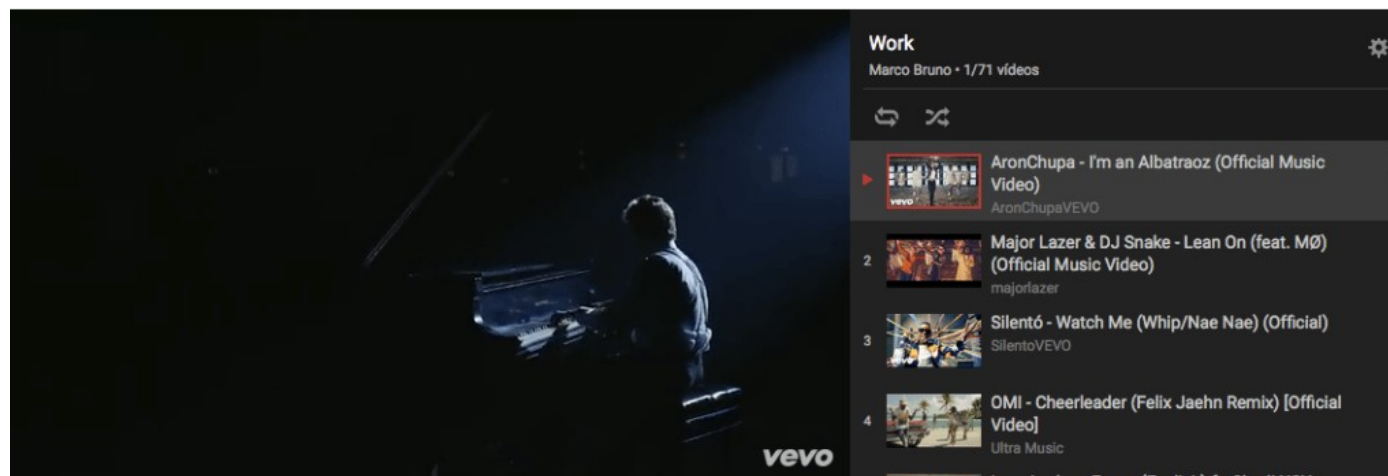 vevo
Work
Marco Bruno • 1/71 vídeos
AronChupa - I'm an Albatraoz (Official Music
Video)
AronChupaVEVO
vevo
2
Major Lazer & DJ Snake - Lean On (feat. MØ)
(Official Music Video)
majorlazer
3
Silentó - Watch Me (Whip/Nae Nae) (Official)
SilentoVEVO
vevo
4
OMI - Cheerleader (Felix Jaehn Remix) [Official
Video]
Ultra Music